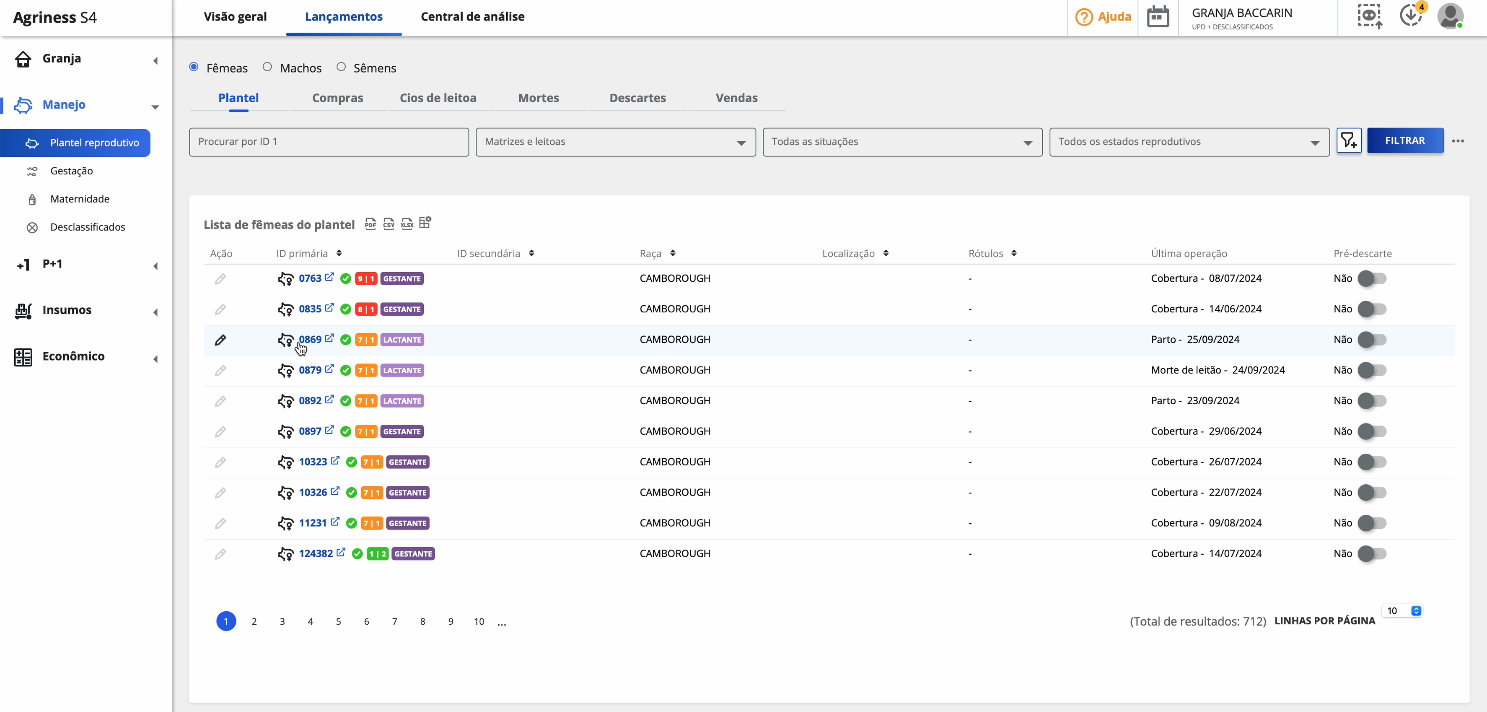 Agriness S4
Visão geral
Lançamentos
Central de análise
Ajuda
GRANJA BACCARIN
UPD + DESCLASSIFICADOS
4
Granja
Manejo
Plantel reprodutivo
Gestação
Maternidade
Desclassificados
+1 P+1
Insumos
Econômico
Fêmeas Machos Sêmens
Plantel Compras Cios de leitoa Mortes Descartes Vendas
Procurar por ID 1 Matrizes e leitoas Todas as situações Todos os estados reprodutivos FILTRAR
Lista de fêmeas do plantel PDF CSV XLSX
Ação ID primária ID secundária Raça Localização Rótulos Última operação Pré-descarte
0763 9 | 1 GESTANTE CAMBOROUGH - Cobertura - 08/07/2024 Não
0835 8 | 1 GESTANTE CAMBOROUGH - Cobertura - 14/06/2024 Não
0869 7 | 1 LACTANTE CAMBOROUGH - Parto - 25/09/2024 Não
0879 7 | 1 LACTANTE CAMBOROUGH - Morte de leitão - 24/09/2024 Não
0892 7 | 1 LACTANTE CAMBOROUGH - Parto - 23/09/2024 Não
0897 7 | 1 GESTANTE CAMBOROUGH - Cobertura - 29/06/2024 Não
10323 7 | 1 GESTANTE CAMBOROUGH - Cobertura - 26/07/2024 Não
10326 7 | 1 GESTANTE CAMBOROUGH - Cobertura - 22/07/2024 Não
11231 7 | 1 GESTANTE CAMBOROUGH - Cobertura - 09/08/2024 Não
124382 1 | 2 GESTANTE CAMBOROUGH - Cobertura - 14/07/2024 Não
1 2 3 4 5 6 7 8 9 10 ... (Total de resultados: 712) LINHAS POR PÁGINA 10